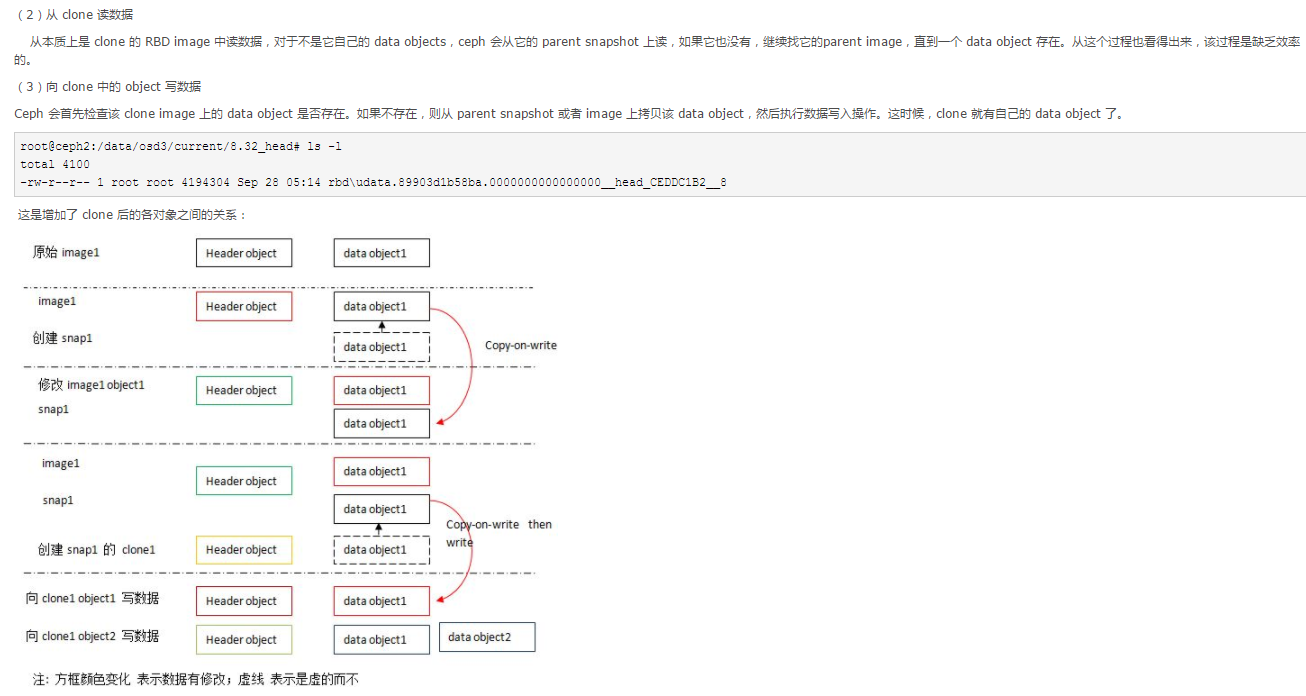 （2）从 clone 读数据
从本质上是 clone 的 RBD image 中读数据，对于不是它自己的 data objects，ceph 会从它的 parent snapshot 上读，如果它也没有，继续找它的parent image，直到一个 data object 存在。从这个过程也看得出来，该过程是缺乏效率
的。
（3）向 clone 中的 object 写数据
Ceph 会首先检查该 clone image 上的 data object 是否存在。如果不存在，则从 parent snapshot 或者 image 上拷贝该 data object，然后执行数据写入操作。这时候，clone 就有自己的 data object 了。
root@ceph2:/data/osd3/current/8.32_head# ls -l
total 4100
-rw-r--r-- 1 root root 4194304 Sep 28 05:14 rbd\udata.89903d1b58ba.0000000000000000__head_CEDDC1B2__8
这是增加了 clone 后的各对象之间的关系：
原始 image1 Header object data object1
image1 Header object data object1
创建 snap1 data object1 Copy-on-write
修改 image1 object1 Header object data object1
snap1 data object1
image1 Header object data object1
snap1 data object1
Copy-on-write then
write
创建 snap1 的 clone1 Header object data object1
向 clone1 object1 写数据 Header object data object1
向 clone1 object2 写数据 Header object data object1 data object2
注: 方框颜色变化 表示数据有修改；虚线 表示是虚的而不